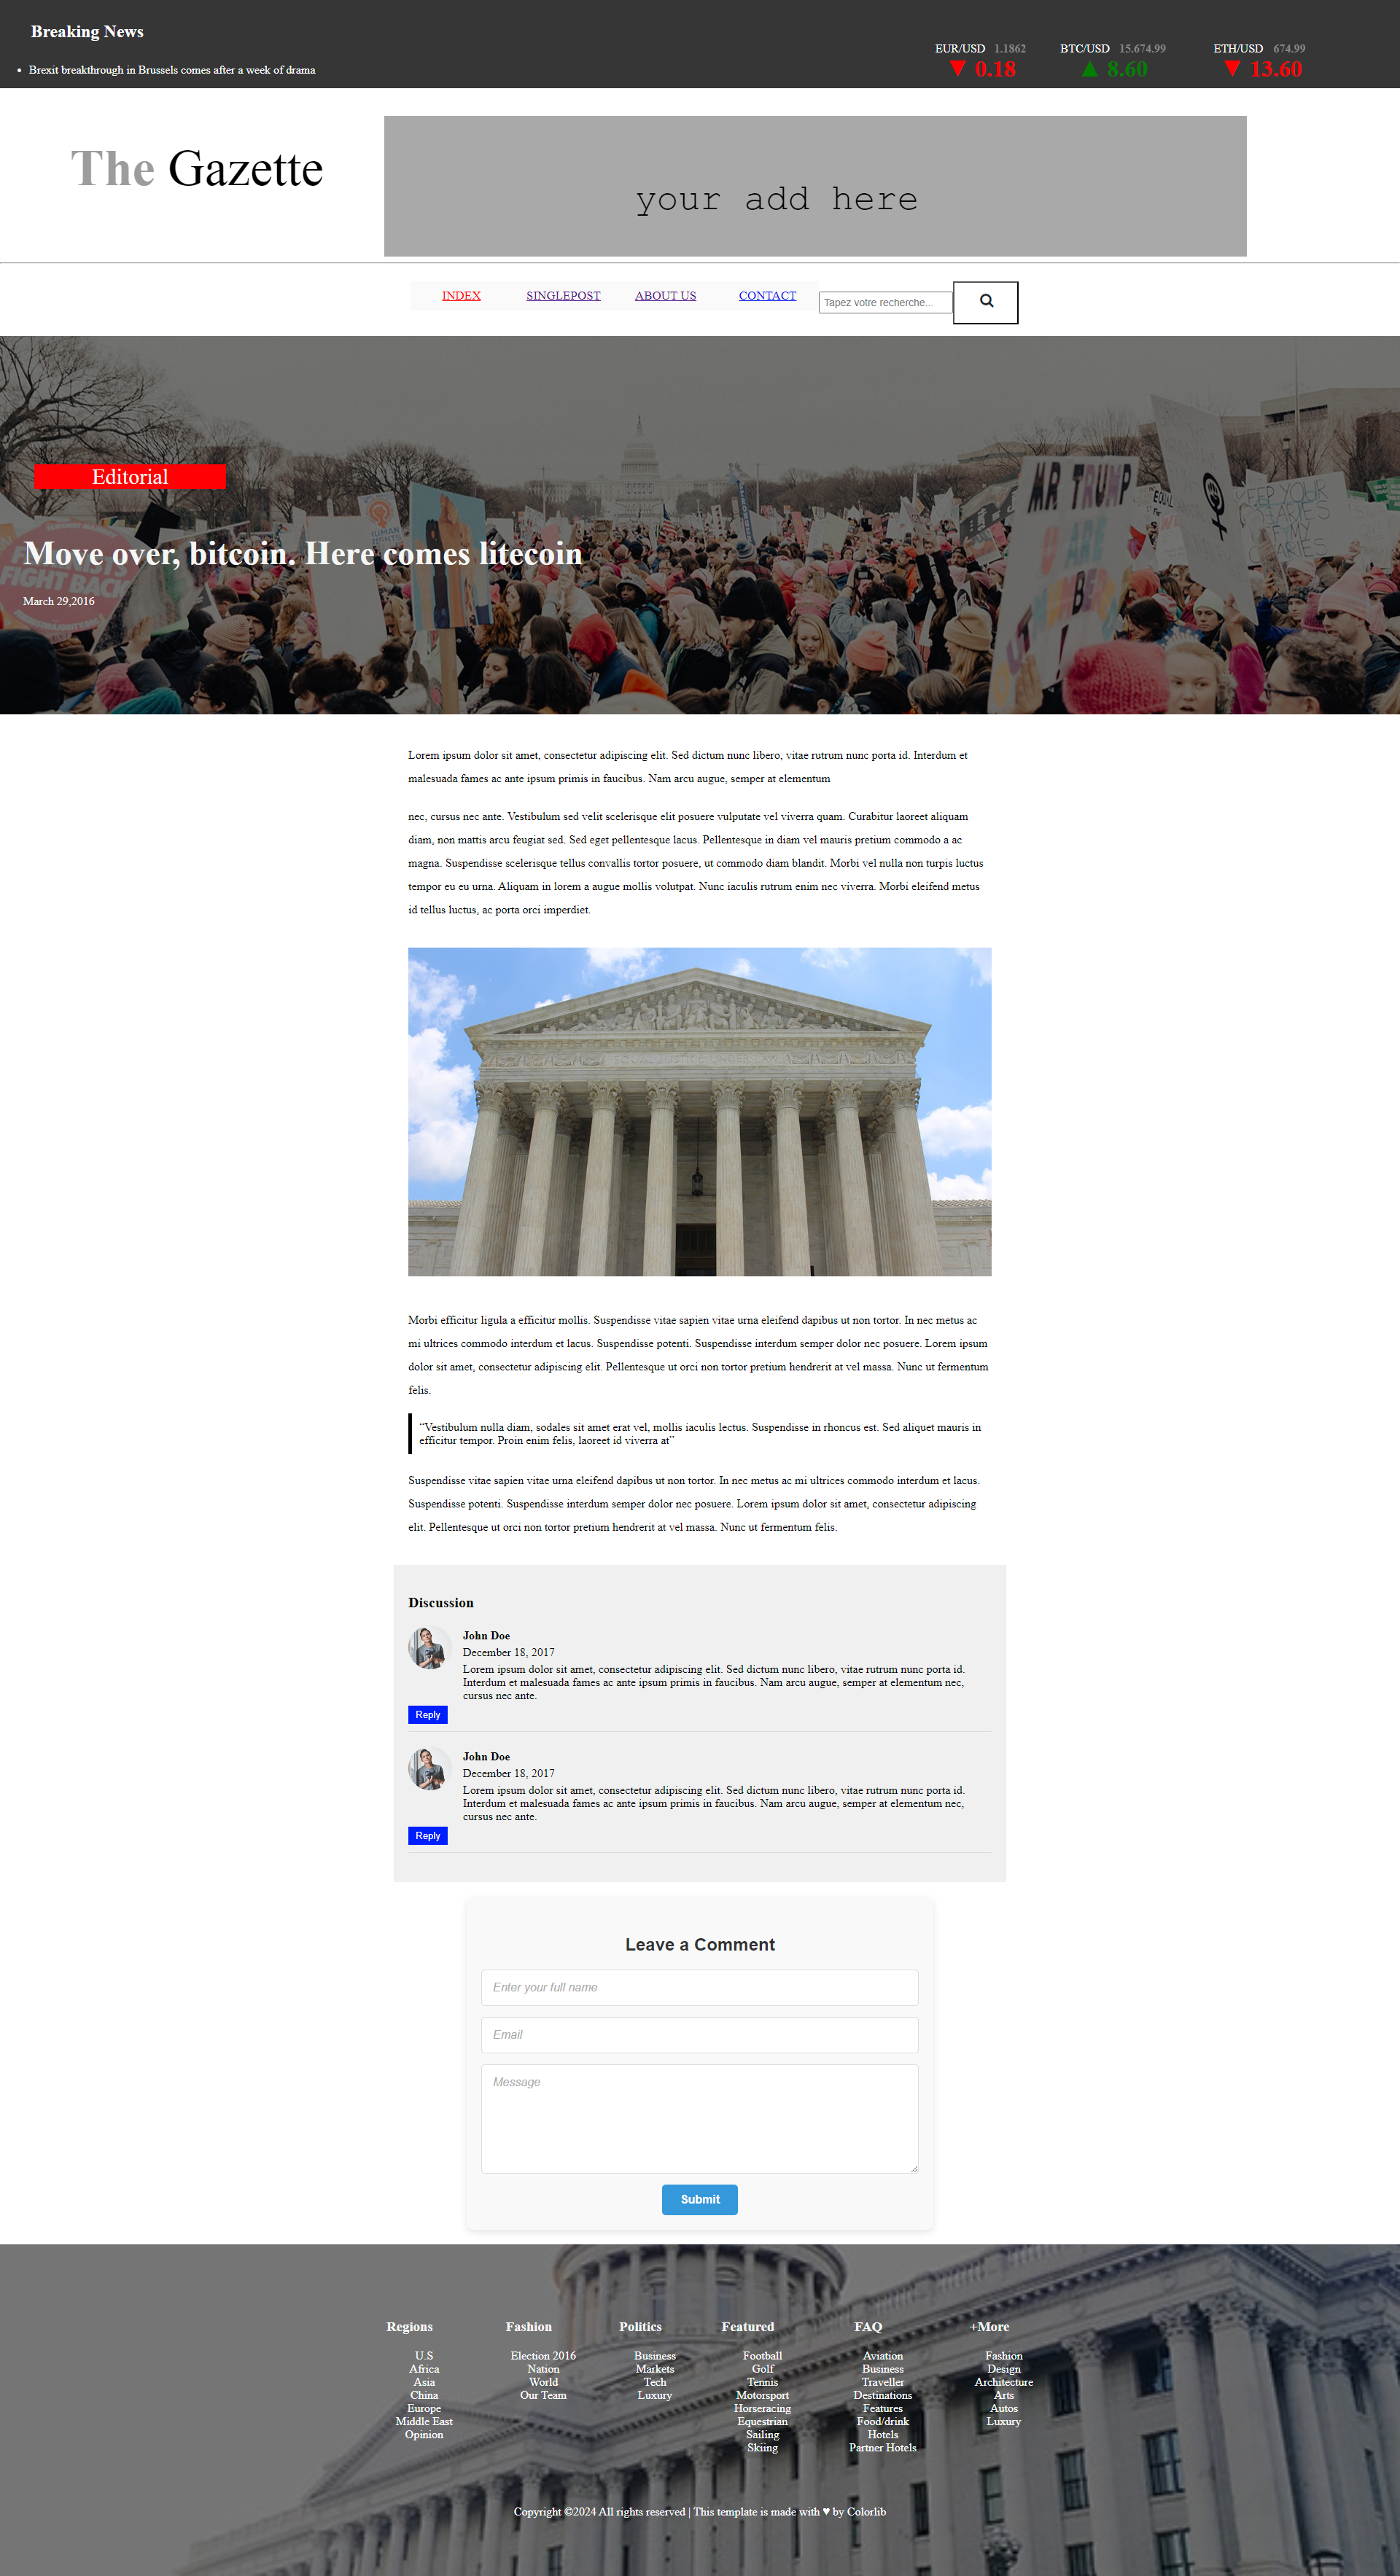 Breaking News
Brexit breakthrough in Brussels comes after a week of drama
EUR/USD 1.1862 BTC/USD 15.674.99 ETH/USD 674.99
▼ 0.18 ▲ 8.60 ▼ 13.60
The Gazette
your add here
INDEX SINGLEPOST ABOUT US CONTACT Tapez votre recherche...
Editorial
MR TRUMP
FIGHT BACK
Move over, bitcoin. Here comes litecoin
March 29,2016
Lorem ipsum dolor sit amet, consectetur adipiscing elit. Sed dictum nunc libero, vitae rutrum nunc porta id. Interdum et
malesuada fames ac ante ipsum primis in faucibus. Nam arcu augue, semper at elementum
nec, cursus nec ante. Vestibulum sed velit scelerisque elit posuere vulputate vel viverra quam. Curabitur laoreet aliquam
diam, non mattis arcu feugiat sed. Sed eget pellentesque lacus. Pellentesque in diam vel mauris pretium commodo a ac
magna. Suspendisse scelerisque tellus convallis tortor posuere, ut commodo diam blandit. Morbi vel nulla non turpis luctus
tempor eu eu urna. Aliquam in lorem a augue mollis volutpat. Nunc iaculis rutrum enim nec viverra. Morbi eleifend metus
id tellus luctus, ac porta orci imperdiet.
Morbi efficitur ligula a efficitur mollis. Suspendisse vitae sapien vitae urna eleifend dapibus ut non tortor. In nec metus ac
mi ultrices commodo interdum et lacus. Suspendisse potenti. Suspendisse interdum semper dolor nec posuere. Lorem ipsum
dolor sit amet, consectetur adipiscing elit. Pellentesque ut orci non tortor pretium hendrerit at vel massa. Nunc ut fermentum
felis.
“Vestibulum nulla diam, sodales sit amet erat vel, mollis iaculis lectus. Suspendisse in rhoncus est. Sed aliquet mauris in
efficitur tempor. Proin enim felis, laoreet id viverra at”
Suspendisse vitae sapien vitae urna eleifend dapibus ut non tortor. In nec metus ac mi ultrices commodo interdum et lacus.
Suspendisse potenti. Suspendisse interdum semper dolor nec posuere. Lorem ipsum dolor sit amet, consectetur adipiscing
elit. Pellentesque ut orci non tortor pretium hendrerit at vel massa. Nunc ut fermentum felis.
Discussion
John Doe
December 18, 2017
Lorem ipsum dolor sit amet, consectetur adipiscing elit. Sed dictum nunc libero, vitae rutrum nunc porta id.
Interdum et malesuada fames ac ante ipsum primis in faucibus. Nam arcu augue, semper at elementum nec,
cursus nec ante.
Reply
John Doe
December 18, 2017
Lorem ipsum dolor sit amet, consectetur adipiscing elit. Sed dictum nunc libero, vitae rutrum nunc porta id.
Interdum et malesuada fames ac ante ipsum primis in faucibus. Nam arcu augue, semper at elementum nec,
cursus nec ante.
Reply
Leave a Comment
Enter your full name
Email
Message
Submit
Regions
U.S
Africa
Asia
China
Europe
Middle East
Opinion
Fashion
Election 2016
Nation
World
Our Team
Politics
Business
Markets
Tech
Luxury
Featured
Football
Golf
Tennis
Motorsport
Horseracing
Equestrian
Sailing
Skiing
FAQ
Aviation
Business
Traveller
Destinations
Features
Food/drink
Hotels
Partner Hotels
+More
Fashion
Design
Architecture
Arts
Autos
Luxury
Copyright ©2024 All rights reserved | This template is made with ♥ by Colorlib